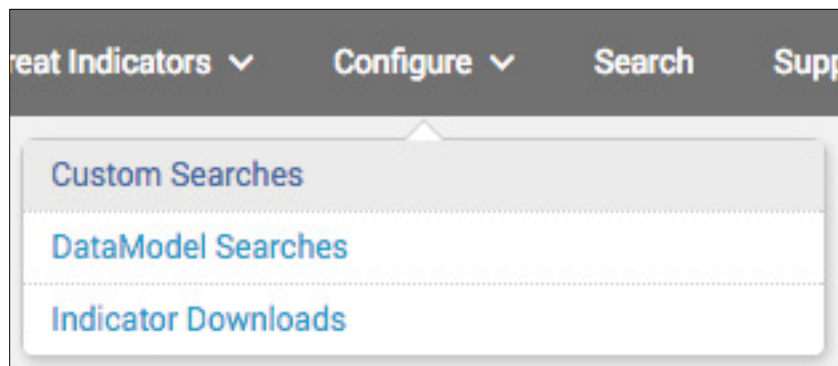 reat Indicators Configure Search Supp
Custom Searches
DataModel Searches
Indicator Downloads